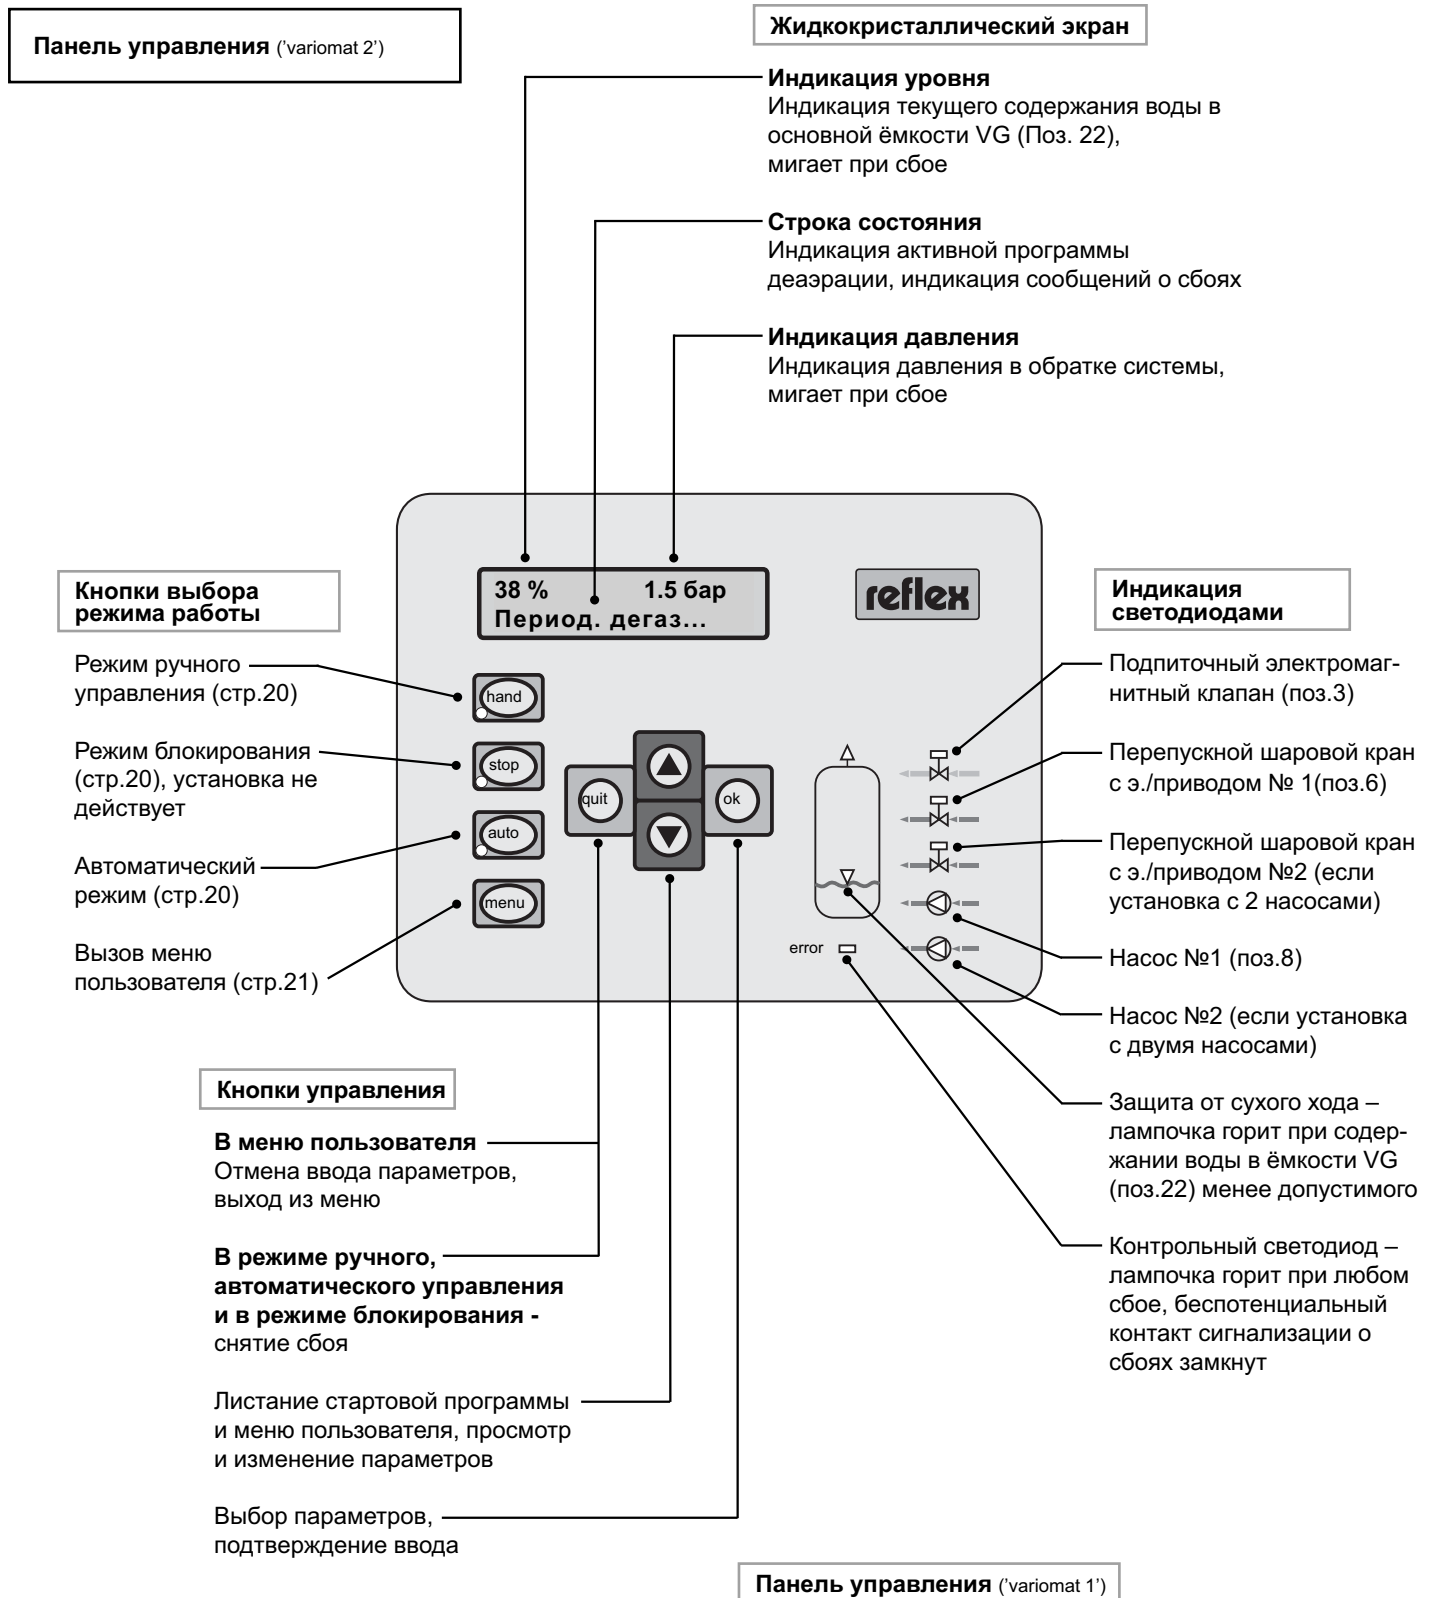 Панель управления ('variomat 2')
Жидкокристаллический экран
Индикация уровня
Индикация текущего содержания воды в
основной ёмкости VG (Поз. 22),
мигает при сбое
Строка состояния
Индикация активной программы
деаэрации, индикация сообщений о сбоях
Индикация давления
Индикация давления в обратке системы,
мигает при сбое
38 % 1.5 бар
Период. дегаз...
reflex
Кнопки выбора
режима работы
Режим ручного
управления (стр.20)
Режим блокирования
(стр.20), установка не
действует
Автоматический
режим (стр.20)
Вызов меню
пользователя (стр.21)
hand
stop
auto
menu
quit
ok
error
Индикация
светодиодами
Подпиточный электромаг-
нитный клапан (поз.3)
Перепускной шаровой кран
с э./приводом № 1(поз.6)
Перепускной шаровой кран
с э./приводом №2 (если
установка с 2 насосами)
Насос №1 (поз.8)
Насос №2 (если установка
с двумя насосами)
Защита от сухого хода –
лампочка горит при содер-
жании воды в ёмкости VG
(поз.22) менее допустимого
Контрольный светодиод –
лампочка горит при любом
сбое, беспотенциальный
контакт сигнализации о
сбоях замкнут
Кнопки управления
В меню пользователя
Отмена ввода параметров,
выход из меню
В режиме ручного,
автоматического управления
и в режиме блокирования -
снятие сбоя
Листание стартовой программы
и меню пользователя, просмотр
и изменение параметров
Выбор параметров,
подтверждение ввода
Панель управления ('variomat 1')